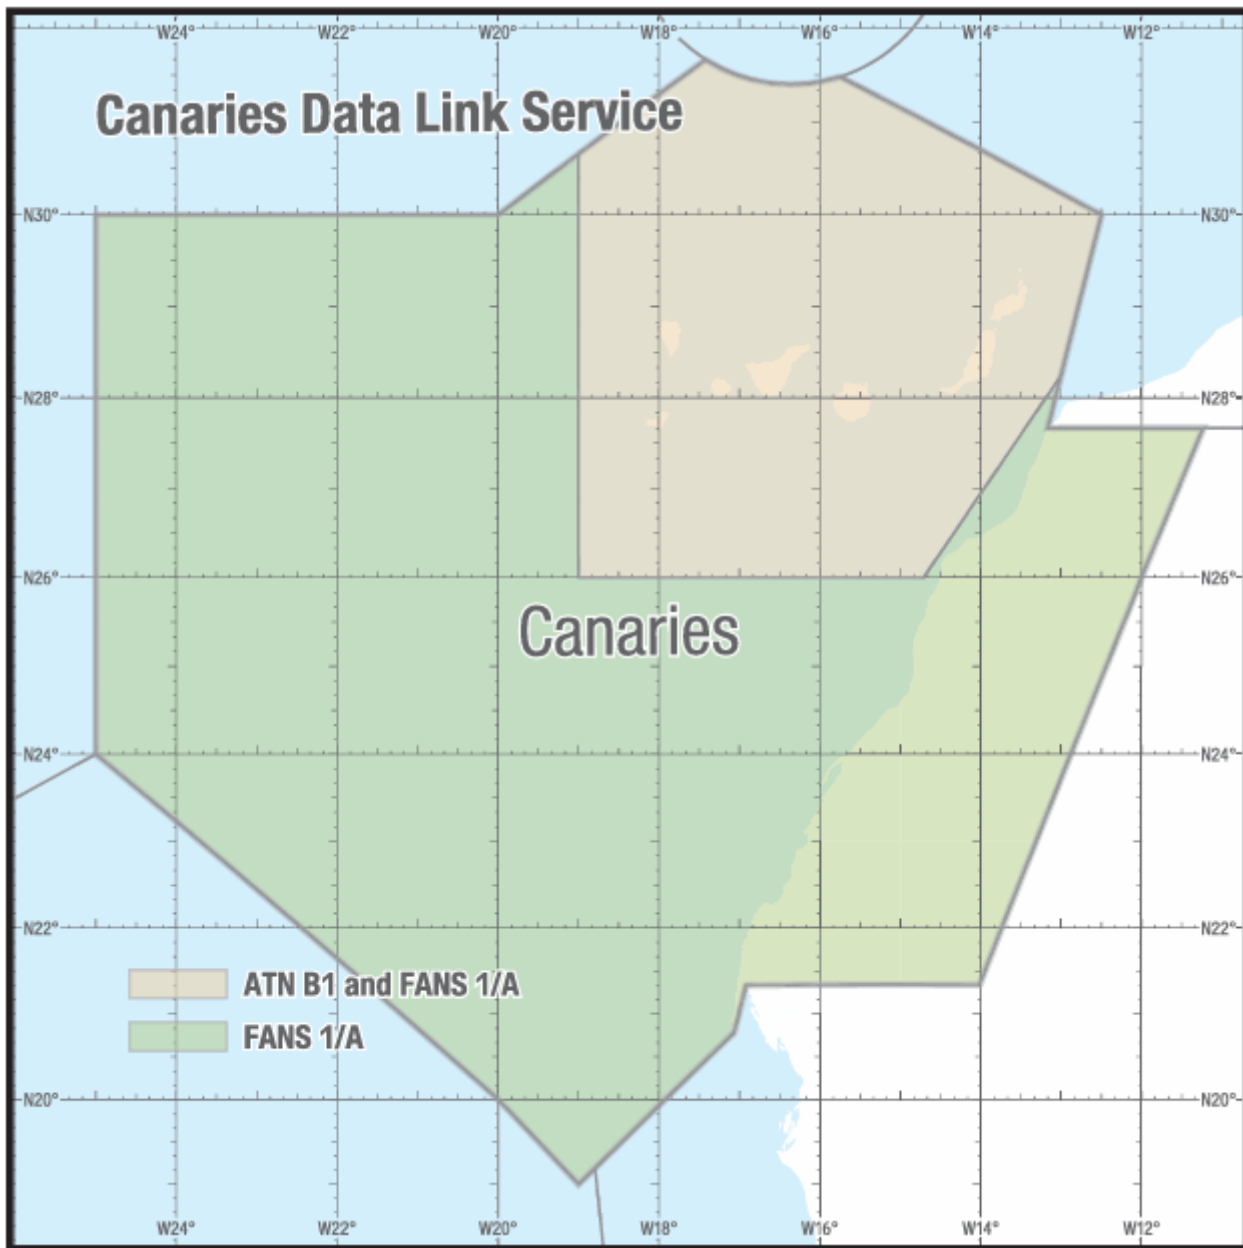 W24° W22° W20° W18° W16° W14° W12°
Canaries Data Link Service
N30° N30°
N28° N28°
N26° N26°
Canaries
N24° N24°
N22° N22°
ATN B1 and FANS 1/A
FANS 1/A
N20° N20°
W24° W22° W20° W18° W16° W14° W12°